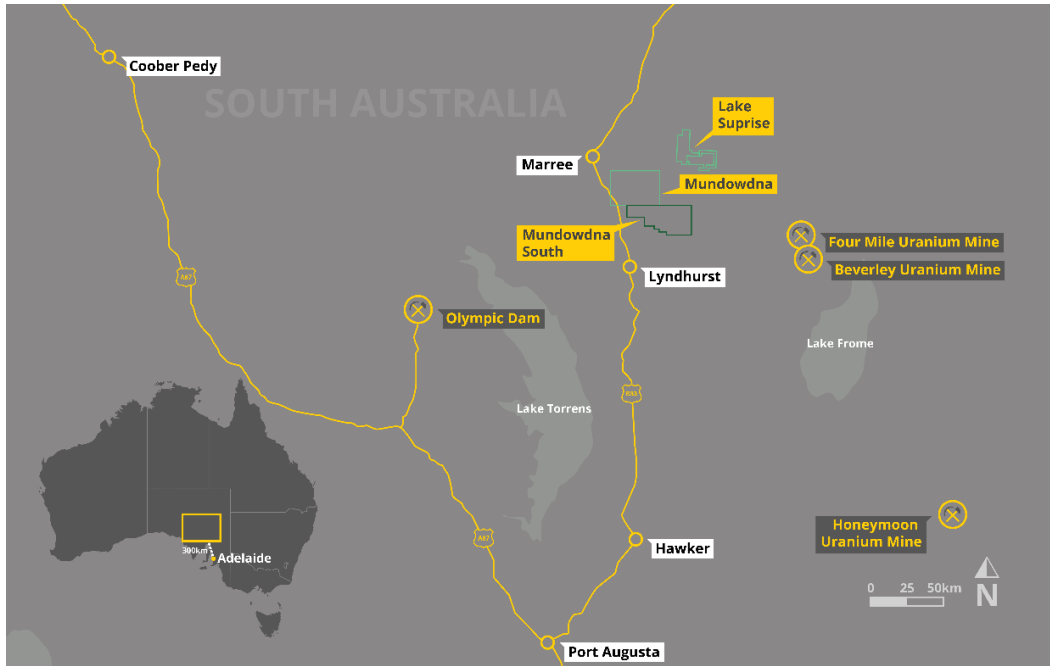 Coober Pedy
SOUTH AUSTRALIA
Lake
Suprise
Marree
Mundowdna
Mundowdna
South
Four Mile Uranium Mine
Beverley Uranium Mine
Lyndhurst
Olympic Dam
Lake Frome
Lake Torrens
Honeymoon
Uranium Mine
Hawker
300km
Adelaide
0 25 50km
N
Port Augusta